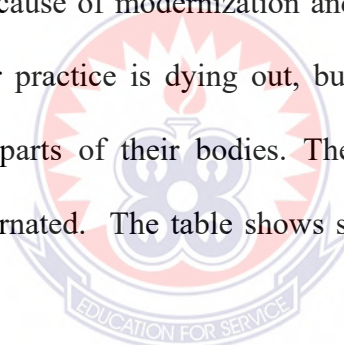 cause of modernization and
practice is dying out, bu
parts of their bodies. The
rnated. The table shows s
EDUCATION FOR SERVICE